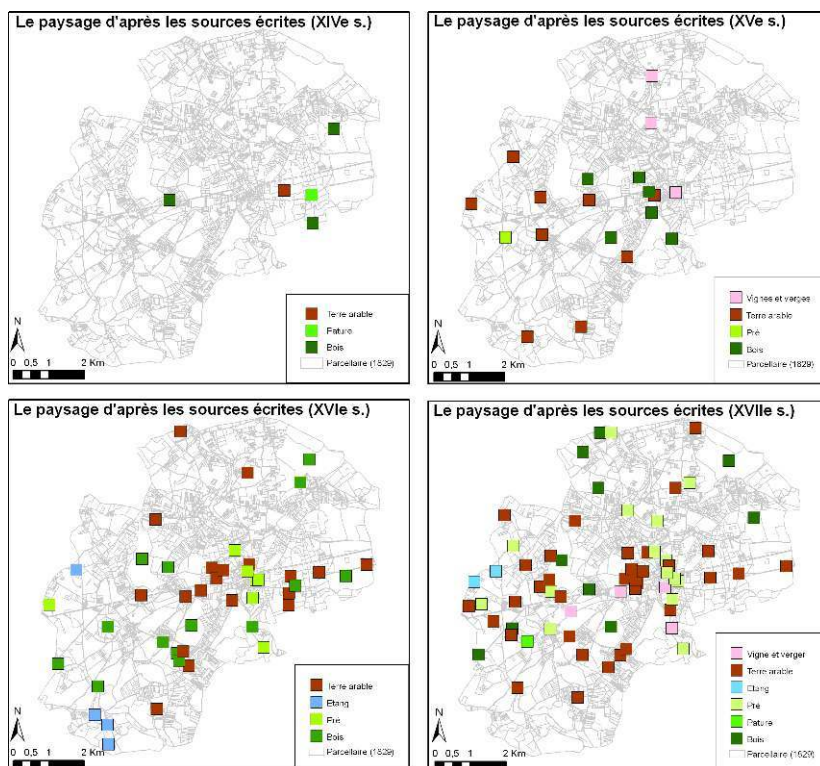 Le paysage d'après les sources écrites (XIVe s.)
N
0 0,5 1 2 Km
Terre arable
Pature
Bois
Parcellaire (1829)
Le paysage d'après les sources écrites (XVe s.)
N
0 0,5 1 2 Km
Vignes et verges
Terre arable
Pré
Bois
Parcellaire (1829)
Le paysage d'après les sources écrites (XVIe s.)
N
0 0,5 1 2 Km
Terre arable
Etang
Pré
Bois
Parcellaire (1829)
Le paysage d'après les sources écrites (XVIIe s.)
N
0 0,5 1 2 Km
Vigne et verger
Terre arable
Etang
Pré
Pature
Bois
Parcellaire (1829)